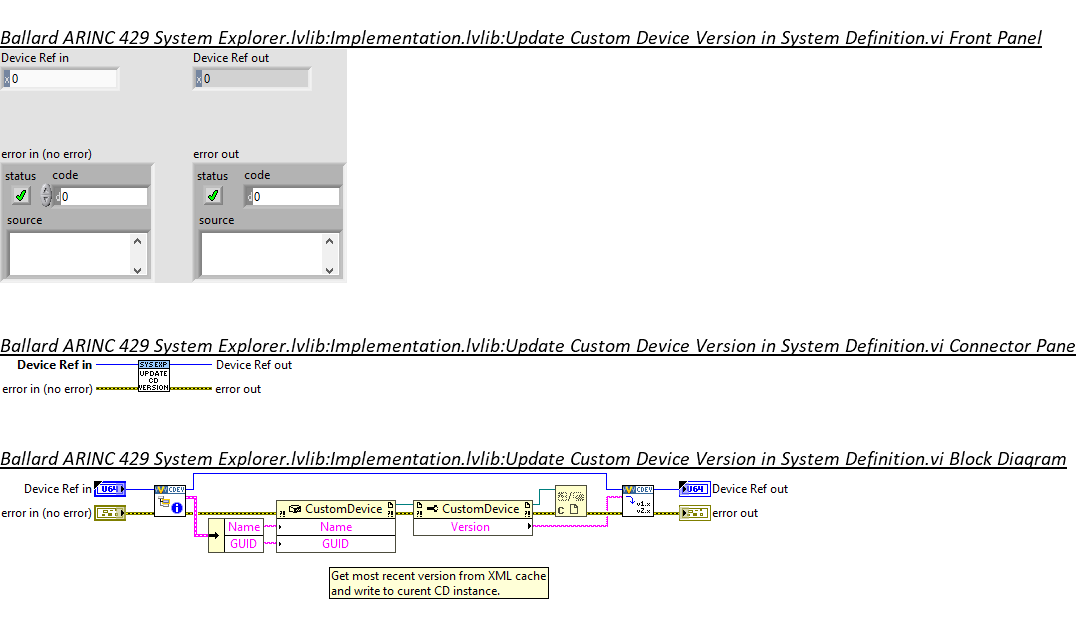 Ballard ARINC 429 System Explorer.lvlib:Implementation.lvlib:Update Custom Device Version in System Definition.vi Front Panel
Device Ref in Device Ref out
x 0 x 0
error in (no error) error out
status code status code
d 0 d 0
source source
Ballard ARINC 429 System Explorer.lvlib:Implementation.lvlib:Update Custom Device Version in System Definition.vi Connector Pane
Device Ref in SYS EXP Device Ref out
UPDATE
CD
error in (no error) VERSION error out
Ballard ARINC 429 System Explorer.lvlib:Implementation.lvlib:Update Custom Device Version in System Definition.vi Block Diagram
Device Ref in U64 CDEV CDEV U64 Device Ref out
v1.x
v2.x
error in (no error) CustomDevice CustomDevice C error out
Name Name Version
GUID GUID
Get most recent version from XML cache
and write to curent CD instance.